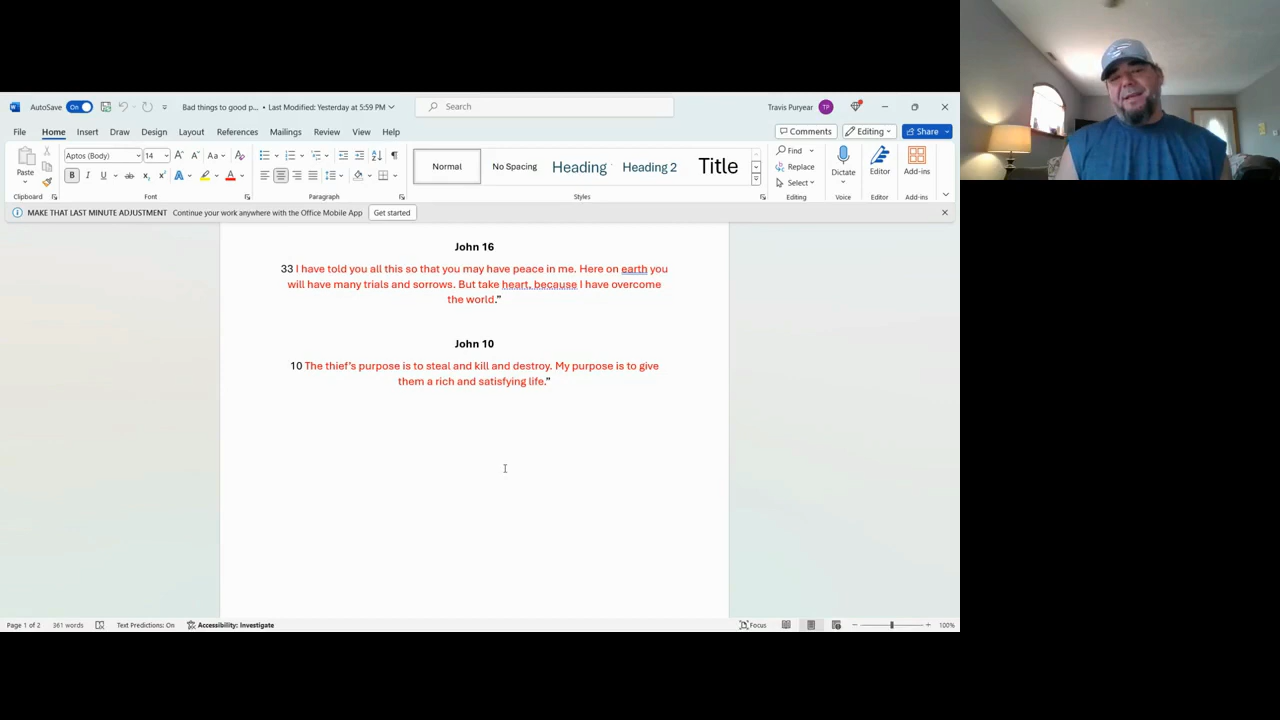 AutoSave On Bad things to good p... • Last Modified: Yesterday at 5:59 PM Search Travis Puryear TP
File Home Insert Draw Design Layout References Mailings Review View Help Comments Editing Share
Paste Aptos (Body) 14 A A Aa A Normal No Spacing Heading Heading 2 Title Find Replace Select Dictate Editor Add-ins
B I U ab x x A A
Clipboard Font Paragraph Styles Editing Voice Editor Add-ins
MAKE THAT LAST MINUTE ADJUSTMENT Continue your work anywhere with the Office Mobile App Get started
John 16
33 I have told you all this so that you may have peace in me. Here on earth you
will have many trials and sorrows. But take heart, because I have overcome
the world.”
John 10
10 The thief’s purpose is to steal and kill and destroy. My purpose is to give
them a rich and satisfying life.”
Page 1 of 2 361 words Text Predictions: On Accessibility: Investigate Focus 100%